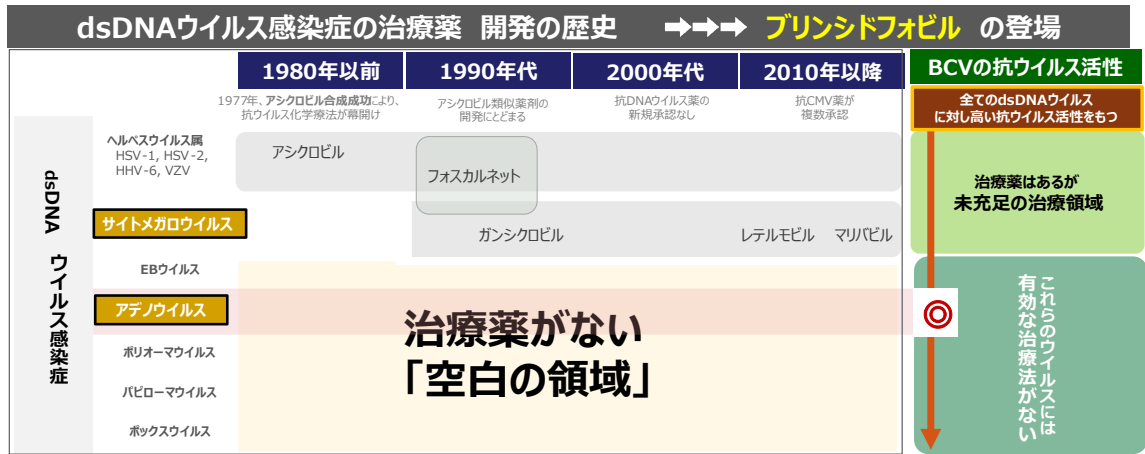 dsDNAウイルス感染症の治療薬 開発の歴史 ➡➡➡ ブリンシドフォビル の登場
1980年以前
1990年代
2000年代
2010年以降
BCVの抗ウイルス活性
1977年、アシクロビル合成成功により、
抗ウイルス化学療法が幕開け
アシクロビル類似薬剤の
開発にとどまる
抗DNAウイルス薬の
新規承認なし
抗CMV薬が
複数承認
全てのdsDNAウイルス
に対し高い抗ウイルス活性をもつ
dsDNA ウイルス感染症
ヘルペスウイルス属
HSV-1, HSV-2,
HHV-6, VZV
アシクロビル
フォスカルネット
治療薬はあるが
未充足の治療領域
サイトメガロウイルス
ガンシクロビル
レテルモビル マリバビル
EBウイルス
アデノウイルス
ポリオーマウイルス
パピローマウイルス
ポックスウイルス
治療薬がない
「空白の領域」
◎
これらのウイルスには
有効な治療法がない